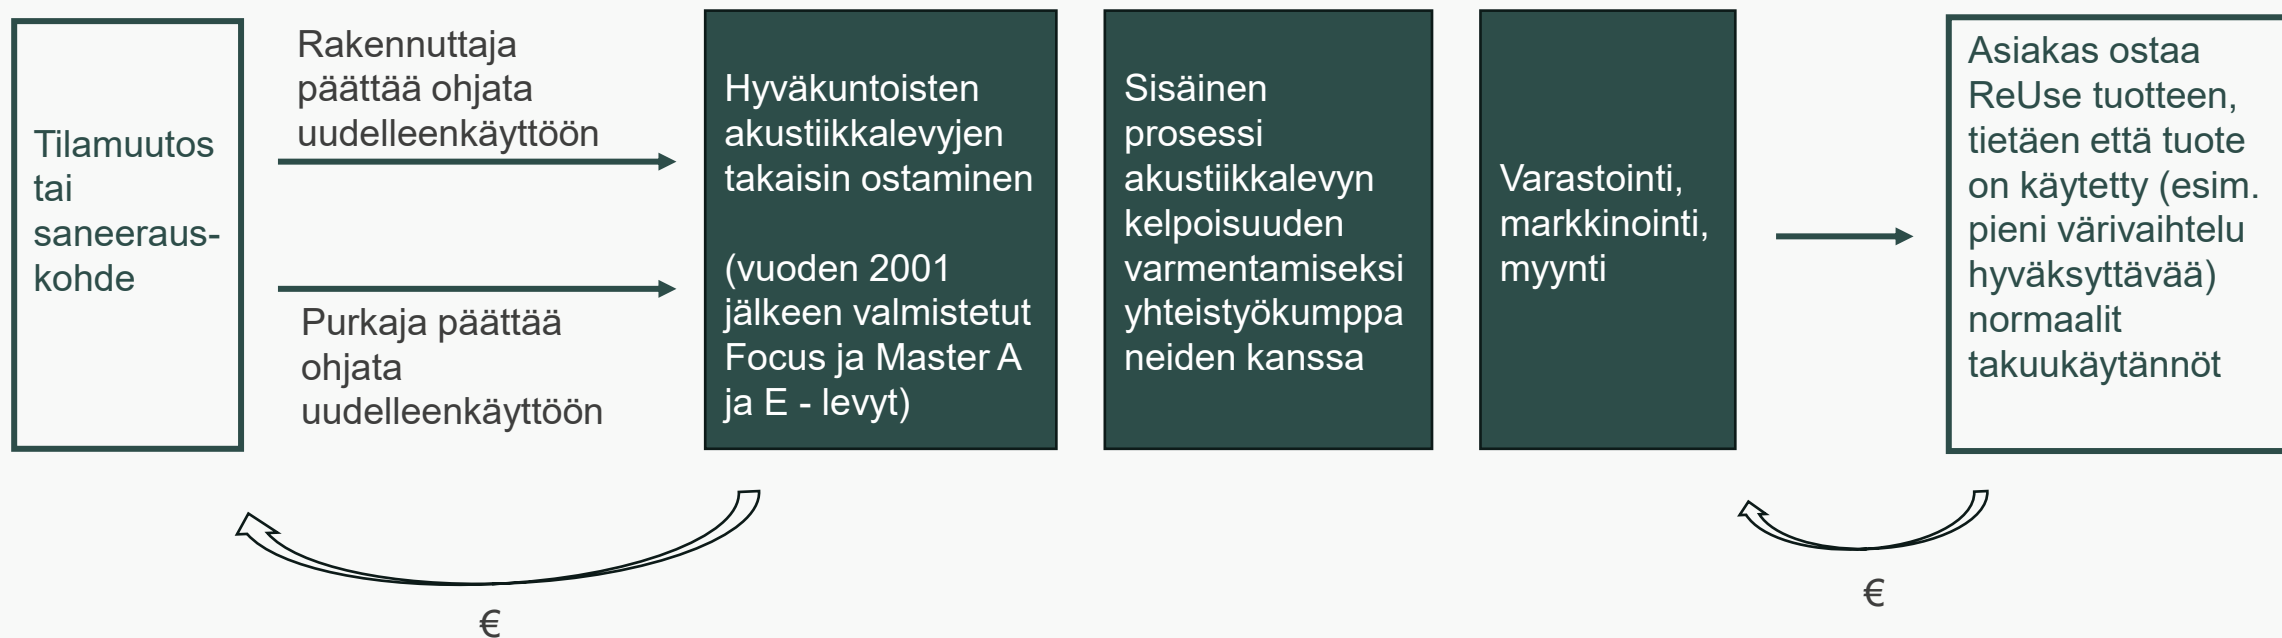 Tilamuutos
tai
saneeraus-
kohde
Rakennuttaja
päättää ohjata
uudelleenkäyttöön
Purkaja päättää
ohjata
uudelleenkäyttöön
Hyväkuntoisten
akustiikkalevyjen
takaisin ostaminen
(vuoden 2001
jälkeen valmistetut
Focus ja Master A
ja E - levyt)
Sisäinen
prosessi
akustiikkalevyn
kelpoisuuden
varmentamiseksi
yhteistyökumppa
neiden kanssa
Varastointi,
markkinointi,
myynti
Asiakas ostaa
ReUse tuotteen,
tietäen että tuote
on käytetty (esim.
pieni värivaihtelu
hyväksyttävää)
normaalit
takuukäytännöt
€
€